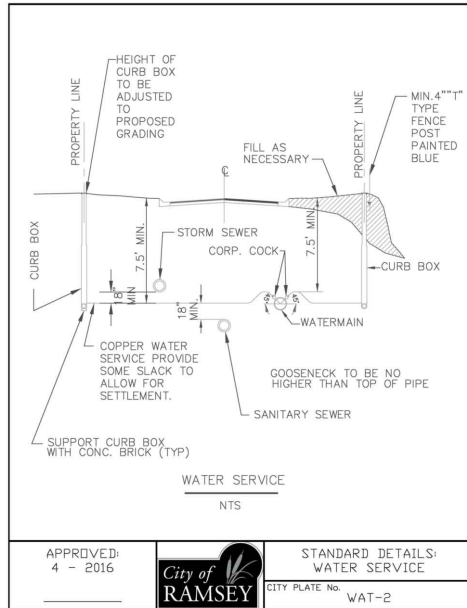 HEIGHT OF
CURB BOX
TO BE
ADJUSTED
TO
PROPOSED
GRADING
PROPERTY LINE
PROPERTY LINE
MIN.4""T"
TYPE
FENCE
POST
PAINTED
BLUE
FILL AS
NECESSARY
℄
STORM SEWER
CORP. COCK
7.5' MIN.
7.5' MIN.
CURB BOX
CURB BOX
18"
MIN
18"
MIN
45
45
WATERMAIN
COPPER WATER
SERVICE PROVIDE
SOME SLACK TO
ALLOW FOR
SETTLEMENT.
GOOSENECK TO BE NO
HIGHER THAN TOP OF PIPE
SANITARY SEWER
SUPPORT CURB BOX
WITH CONC. BRICK (TYP)
WATER SERVICE
NTS
APPROVED:
4 - 2016
City of
RAMSEY
STANDARD DETAILS:
WATER SERVICE
CITY PLATE No.
WAT-2